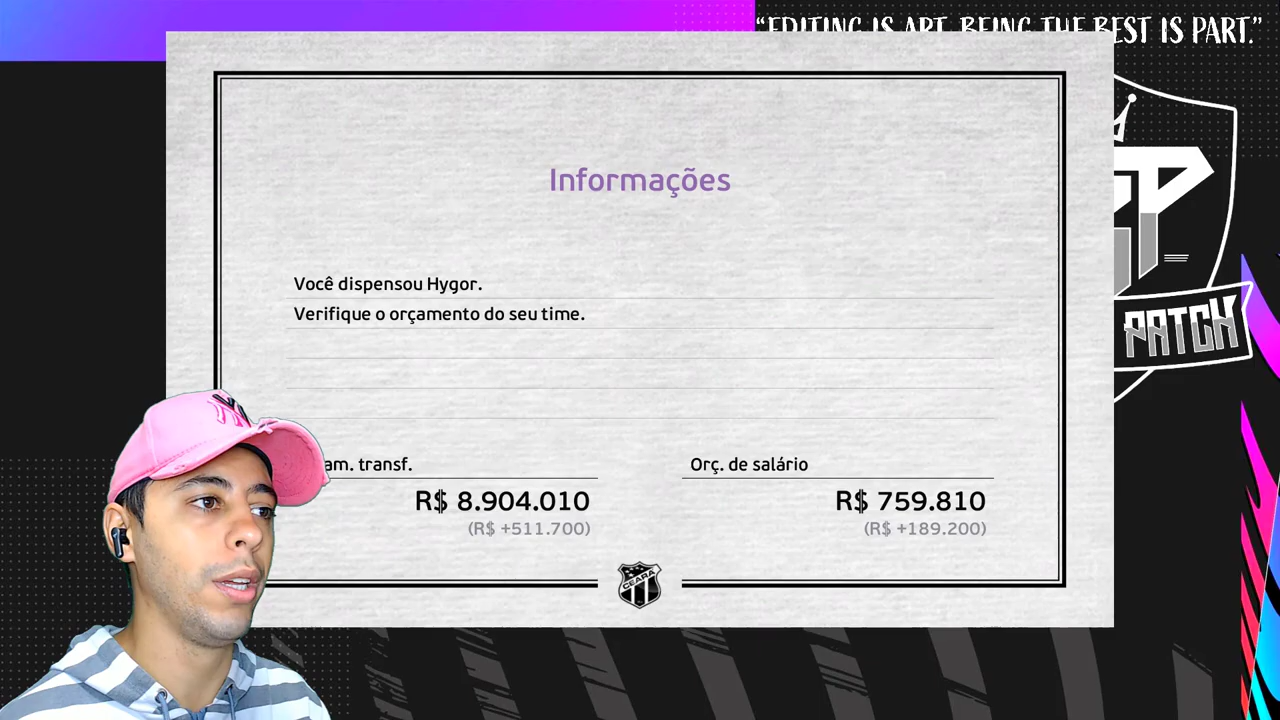 “EDITING IS ART. BEING THE BEST IS PART.”
Informações
Você dispensou Hygor.
Verifique o orçamento do seu time.
am. transf.
Orç. de salário
R$ 8.904.010
R$ 759.810
(R$ +511.700)
(R$ +189.200)
CEARÁ
PATCH